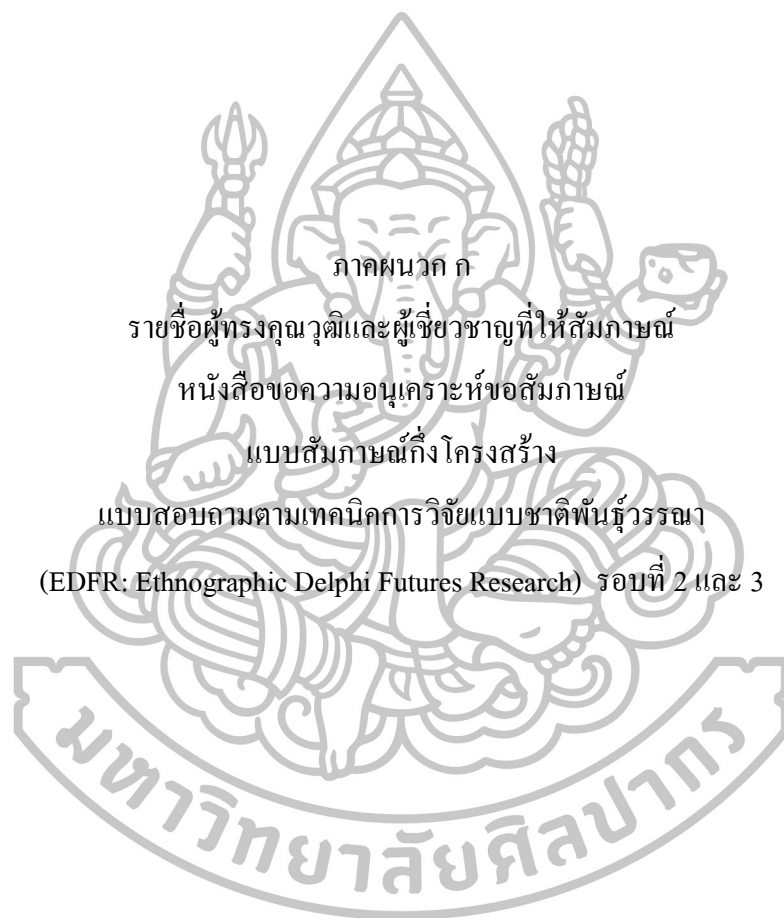 ภาคผนวก ก
รายชื่อผู้ทรงคุณวุฒิและผู้เชี่ยวชาญที่ให้สัมภาษณ์
หนังสือขอความอนุเคราะห์ขอสัมภาษณ์
แบบสัมภาษณ์กึ่งโครงสร้าง
แบบสอบถามตามเทคนิคการวิจัยแบบชาติพันธุ์วรรณา
(EDFR: Ethnographic Delphi Futures Research) รอบที่ 2 และ 3
มหาวิทยาลัยศิลปากร